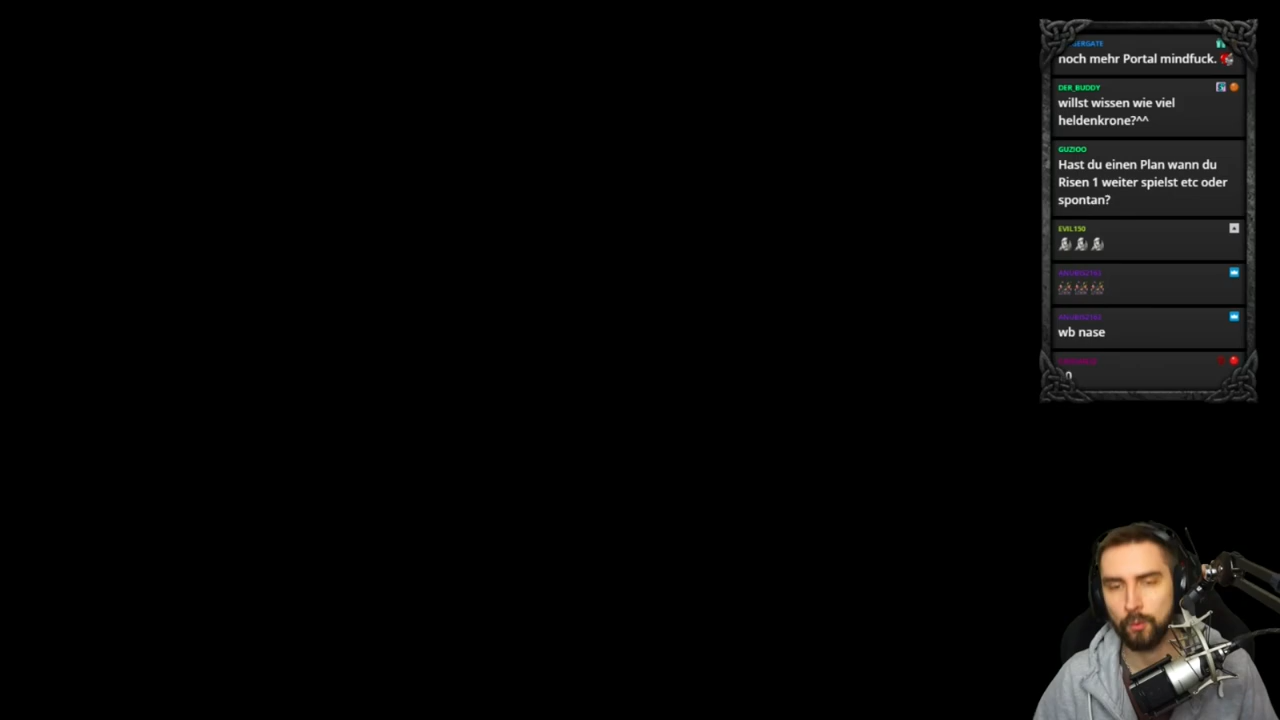 noch mehr Portal mindfuck.
DER_BUDDY
willst wissen wie viel
heldenkrone?^^
GUZIOO
Hast du einen Plan wann du
Risen 1 weiter spielst etc oder
spontan?
EVIL150
wb nase